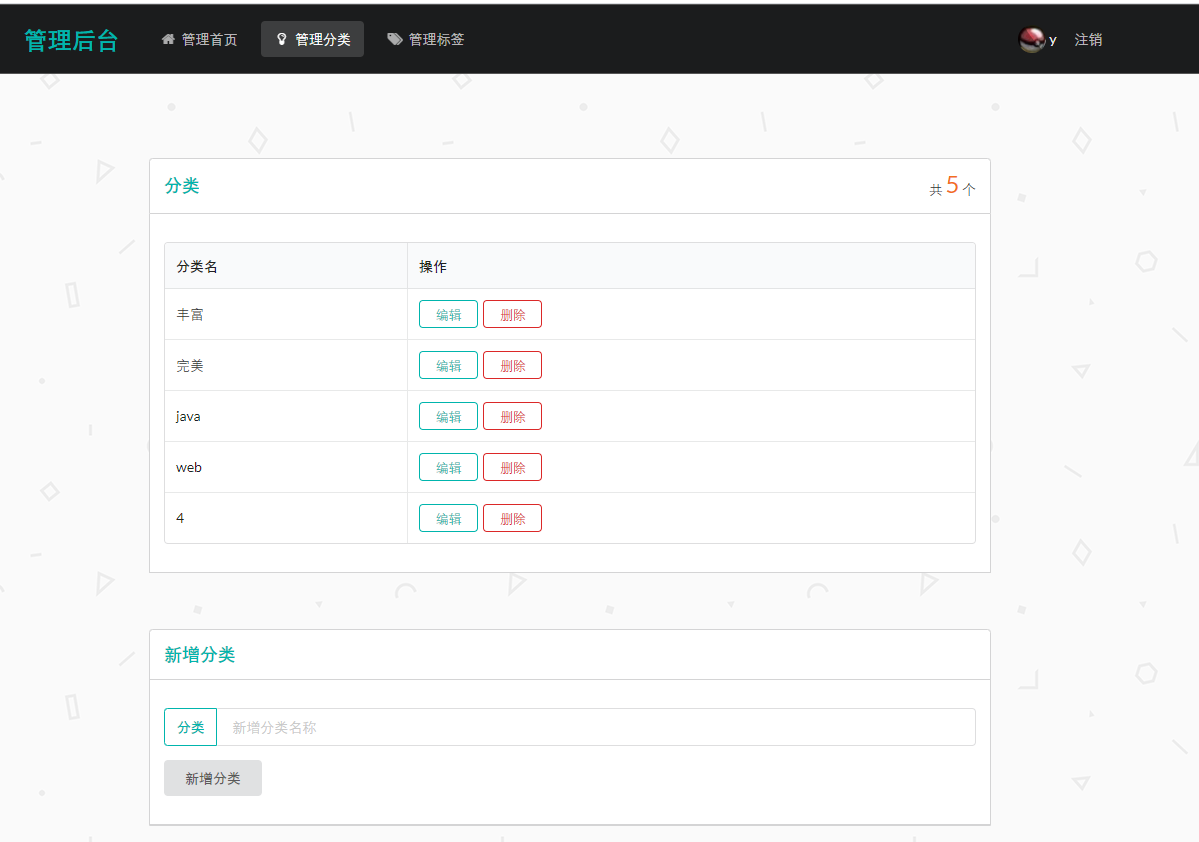 管理后台 管理首页 管理分类 管理标签 y 注销
分类 共 5 个
分类名 操作
丰富 编辑 删除
完美 编辑 删除
java 编辑 删除
web 编辑 删除
4 编辑 删除
新增分类
分类 新增分类名称
新增分类